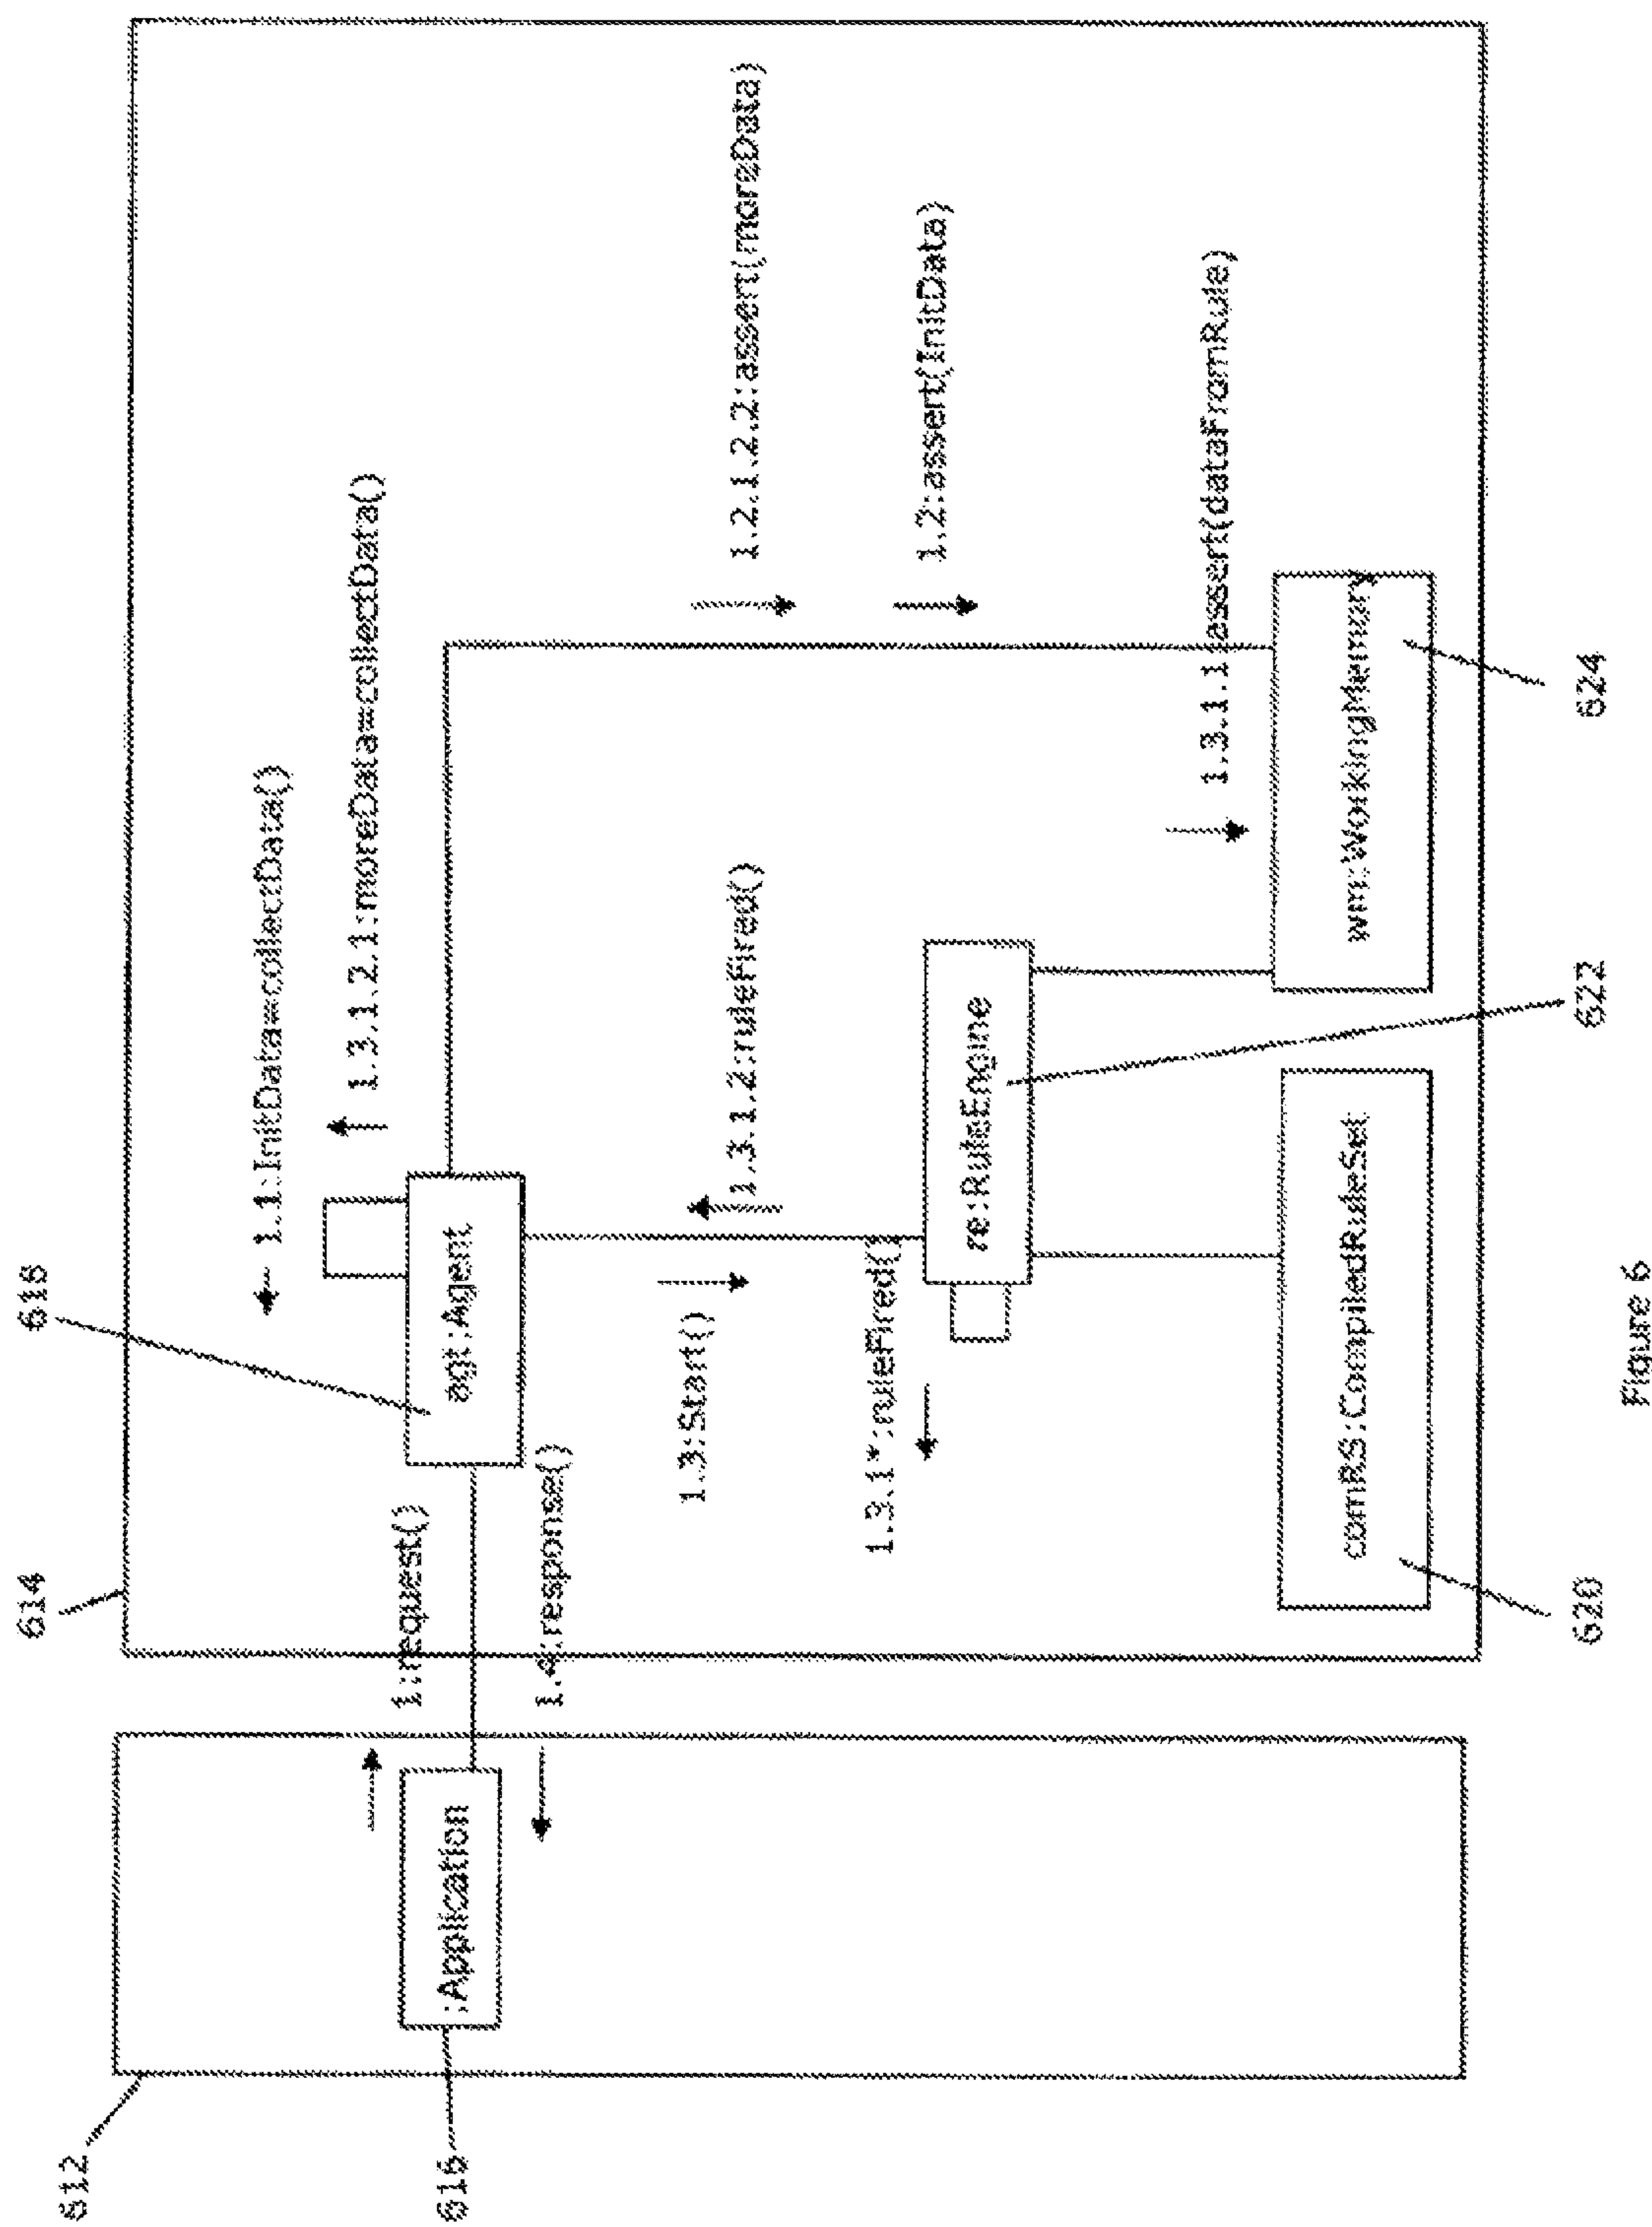 614
618
612
616
1.1:InitData=collectData()
1.3.1.2.1:moreData=collectData()
1:request()
:Application
agt:Agent
1.4:response()
1.3:Start()
1.3.1.2:ruleFired()
1.2.1.2.2:assert(moreData)
1.3.1*:ruleFired()
1.2:assert(InitData)
re:RuleEngine
1.3.1.1:assert(dataFromRule)
comRS:CompiledRuleSet
wm:WorkingMemory
620
622
624
Figure 6